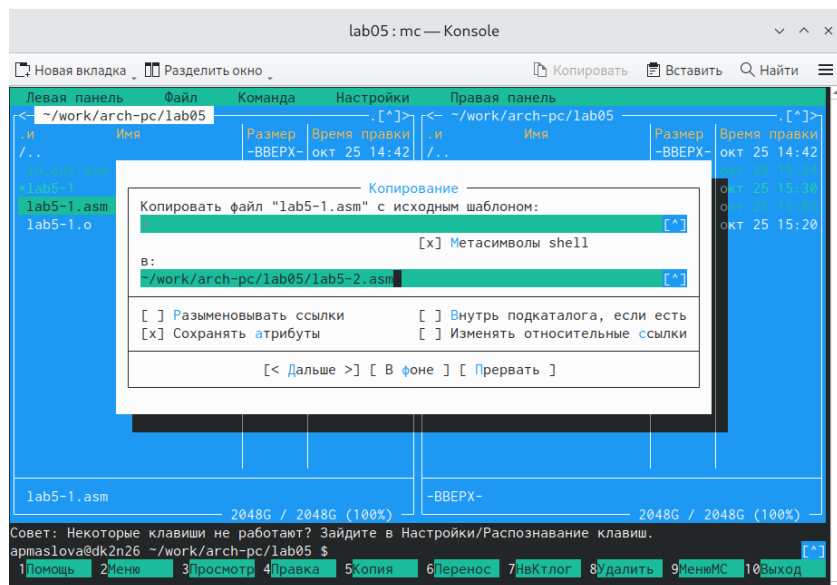 lab05 : mc — Konsole
Новая вкладка Разделить окно Копировать Вставить Найти
Левая панель Файл Команда Настройки Правая панель
<- ~/work/arch-pc/lab05 .[^]> <- ~/work/arch-pc/lab05 .[^]>
.и Имя Размер Время правки .и Имя Размер Время правки
/.. -ВВЕРХ- окт 25 14:42 /.. -ВВЕРХ- окт 25 14:42
in_out.asm
*lab5-1 Копирование окт 25 15:30
lab5-1.asm Копировать файл "lab5-1.asm" с исходным шаблоном:
lab5-1.o [^] окт 25 15:20
[x] Метасимволы shell
в:
~/work/arch-pc/lab05/lab5-2.asm [^]
[ ] Разыменовывать ссылки [ ] Внутрь подкаталога, если есть
[x] Сохранять атрибуты [ ] Изменять относительные ссылки
[< Дальше >] [ В фоне ] [ Прервать ]
lab5-1.asm -ВВЕРХ-
2048G / 2048G (100%) 2048G / 2048G (100%)
Совет: Некоторые клавиши не работают? Зайдите в Настройки/Распознавание клавиш.
apmaslova@dk2n26 ~/work/arch-pc/lab05 $ [^]
1Помощь 2Меню 3Просмотр 4Правка 5Копия 6Перенос 7НвКтлог 8Удалить 9МенюМС 10Выход